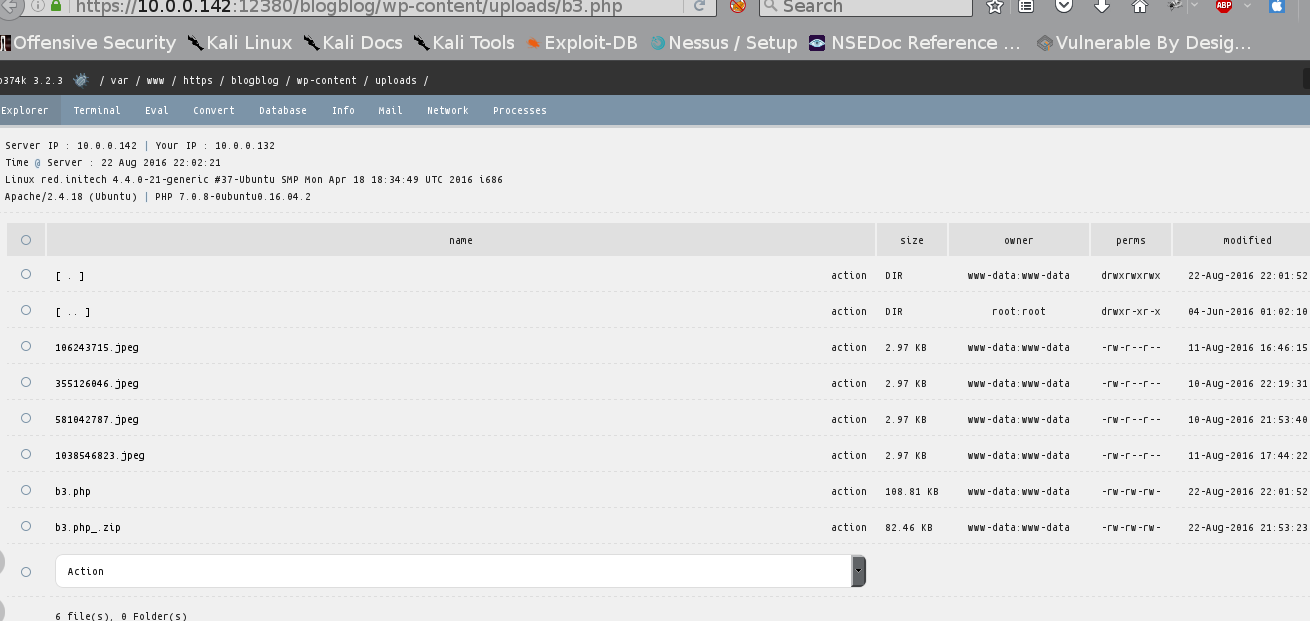 https://10.0.0.142:12380/blogblog/wp-content/uploads/b3.php Search ABP
Offensive Security Kali Linux Kali Docs Kali Tools Exploit-DB Nessus / Setup NSEDoc Reference ... Vulnerable By Desig...
b374k 3.2.3 / var / www / https / blogblog / wp-content / uploads /
Explorer Terminal Eval Convert Database Info Mail Network Processes
Server IP : 10.0.0.142 | Your IP : 10.0.0.132
Time @ Server : 22 Aug 2016 22:02:21
Linux red.initech 4.4.0-21-generic #37-Ubuntu SMP Mon Apr 18 18:34:49 UTC 2016 i686
Apache/2.4.18 (Ubuntu) | PHP 7.0.8-0ubuntu0.16.04.2
name size owner perms modified
[ . ] action DIR www-data:www-data drwxrwxrwx 22-Aug-2016 22:01:52
[ .. ] action DIR root:root drwxr-xr-x 04-Jun-2016 01:02:10
106243715.jpeg action 2.97 KB www-data:www-data -rw-r--r-- 11-Aug-2016 16:46:15
355126046.jpeg action 2.97 KB www-data:www-data -rw-r--r-- 10-Aug-2016 22:19:31
581042787.jpeg action 2.97 KB www-data:www-data -rw-r--r-- 10-Aug-2016 21:53:40
1038546823.jpeg action 2.97 KB www-data:www-data -rw-r--r-- 11-Aug-2016 17:44:22
b3.php action 108.81 KB www-data:www-data -rw-rw-rw- 22-Aug-2016 22:01:52
b3.php_.zip action 82.46 KB www-data:www-data -rw-rw-rw- 22-Aug-2016 21:53:23
Action
6 file(s), 0 Folder(s)